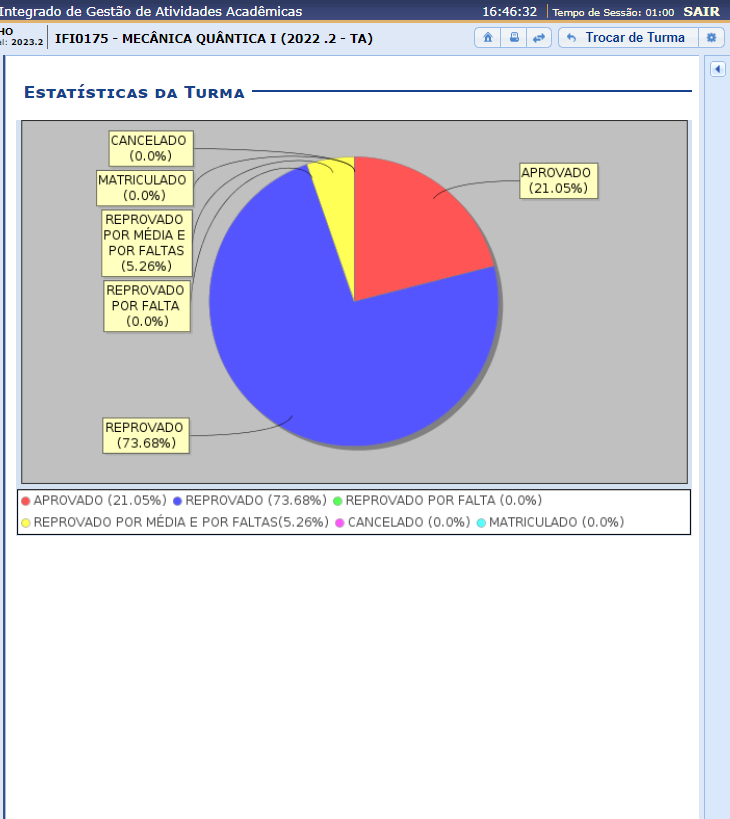 Integrado de Gestão de Atividades Acadêmicas 16:46:32 Tempo de Sessão: 01:00 SAIR
HO
el: 2023.2 IFI0175 - MECÂNICA QUÂNTICA I (2022 .2 - TA) Trocar de Turma
Estatísticas da Turma
CANCELADO
(0.0%)
MATRICULADO
(0.0%)
REPROVADO
POR MÉDIA E
POR FALTAS
(5.26%)
REPROVADO
POR FALTA
(0.0%)
REPROVADO
(73.68%)
APROVADO
(21.05%)
APROVADO (21.05%) REPROVADO (73.68%) REPROVADO POR FALTA (0.0%)
REPROVADO POR MÉDIA E POR FALTAS(5.26%) CANCELADO (0.0%) MATRICULADO (0.0%)